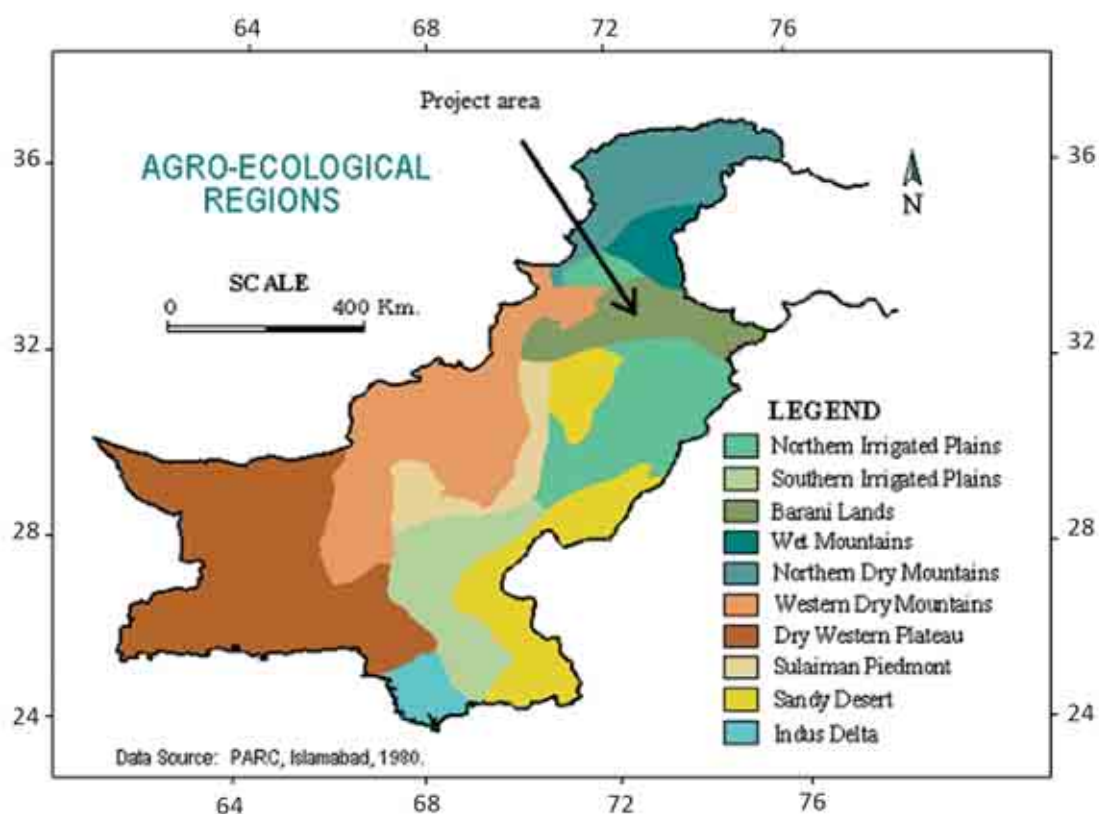 64 68 72 76
Project area
36 36
AGRO-ECOLOGICAL
REGIONS
N
SCALE
0 400 Km.
32 32
LEGEND
Northern Irrigated Plains
Southern Irrigated Plains
Barani Lands
28 28
Wet Mountains
Northern Dry Mountains
Western Dry Mountains
Dry Western Plateau
Sulaiman Piedmont
Sandy Desert
24 24
Indus Delta
Data Source: PARC, Islamabad, 1980.
64 68 72 76